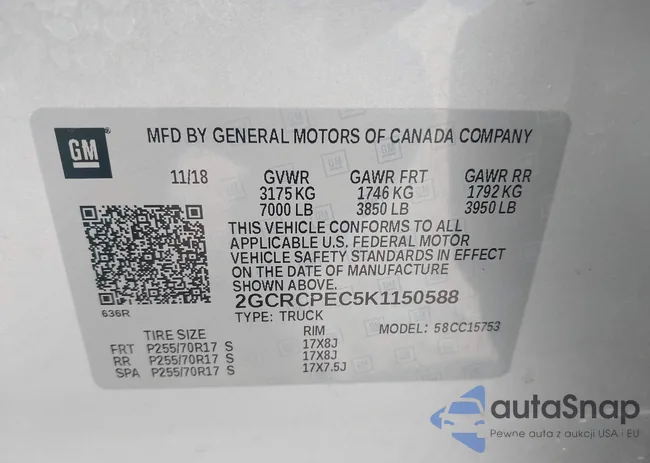 GM
®
MFD BY GENERAL MOTORS OF CANADA COMPANY
11/18 GVWR GAWR FRT GAWR RR
3175 KG 1746 KG 1792 KG
7000 LB 3850 LB 3950 LB
THIS VEHICLE CONFORMS TO ALL
APPLICABLE U.S. FEDERAL MOTOR
VEHICLE SAFETY STANDARDS IN EFFECT
ON THE DATE OF MANUFACTURE
SHOWN ABOVE.
2GCRCPEC5K1150588
636R
TYPE: TRUCK MODEL: 58CC15753
TIRE SIZE RIM
FRT P255/70R17 S 17X8J
RR P255/70R17 S 17X8J
SPA P255/70R17 S 17X7.5J
autaSnap
Pewne auta z aukcji USA i EU